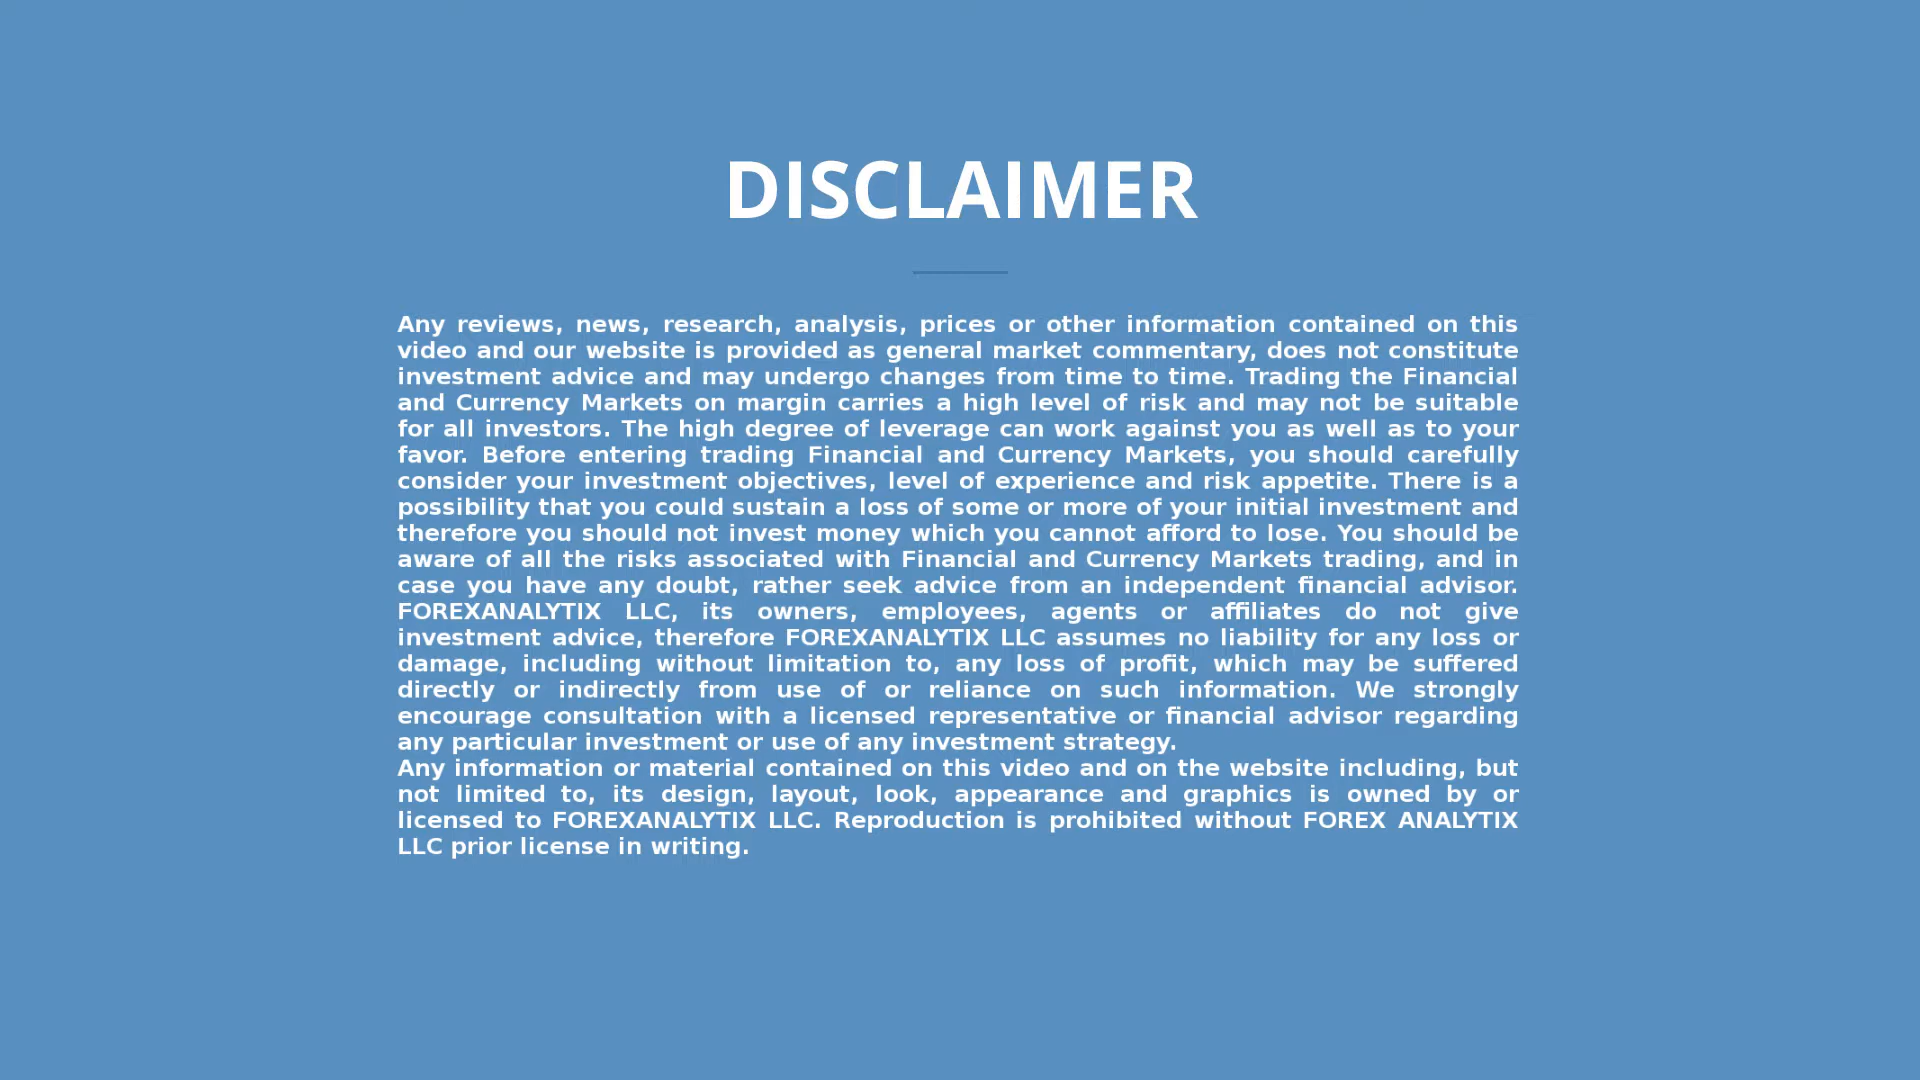 DISCLAIMER
Any reviews, news, research, analysis, prices or other information contained on this
video and our website is provided as general market commentary, does not constitute
investment advice and may undergo changes from time to time. Trading the Financial
and Currency Markets on margin carries a high level of risk and may not be suitable
for all investors. The high degree of leverage can work against you as well as to your
favor. Before entering trading Financial and Currency Markets, you should carefully
consider your investment objectives, level of experience and risk appetite. There is a
possibility that you could sustain a loss of some or more of your initial investment and
therefore you should not invest money which you cannot afford to lose. You should be
aware of all the risks associated with Financial and Currency Markets trading, and in
case you have any doubt, rather seek advice from an independent financial advisor.
FOREXANALYTIX LLC, its owners, employees, agents or affiliates do not give
investment advice, therefore FOREXANALYTIX LLC assumes no liability for any loss or
damage, including without limitation to, any loss of profit, which may be suffered
directly or indirectly from use of or reliance on such information. We strongly
encourage consultation with a licensed representative or financial advisor regarding
any particular investment or use of any investment strategy.
Any information or material contained on this video and on the website including, but
not limited to, its design, layout, look, appearance and graphics is owned by or
licensed to FOREXANALYTIX LLC. Reproduction is prohibited without FOREX ANALYTIX
LLC prior license in writing.